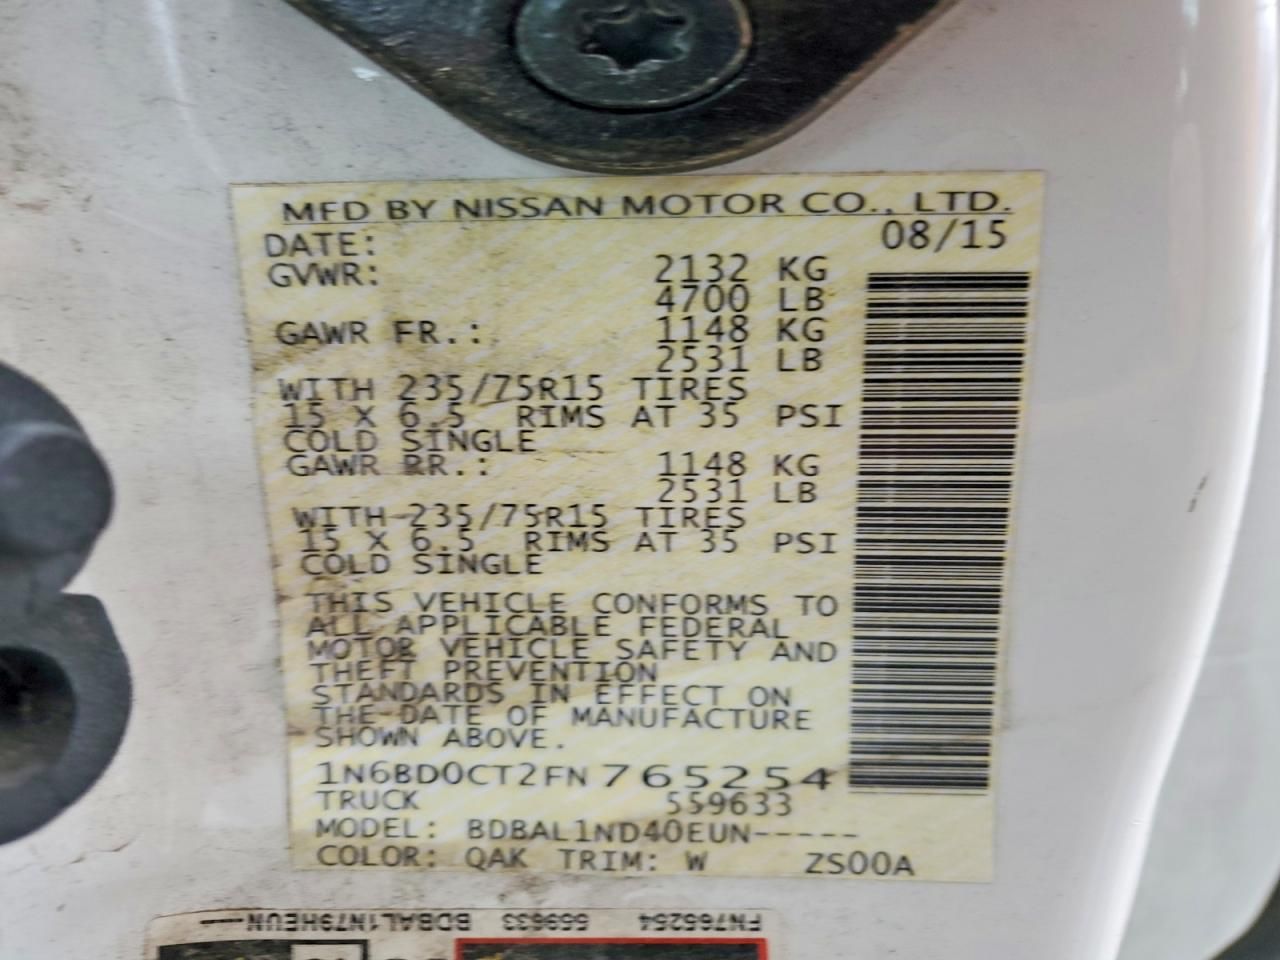 MFD BY NISSAN MOTOR CO., LTD.
DATE: 08/15
GVWR: 2132 KG
4700 LB
GAWR FR.: 1148 KG
2531 LB
WITH 235/75R15 TIRES
15 X 6.5 RIMS AT 35 PSI
COLD SINGLE
GAWR RR.: 1148 KG
2531 LB
WITH 235/75R15 TIRES
15 X 6.5 RIMS AT 35 PSI
COLD SINGLE
THIS VEHICLE CONFORMS TO
ALL APPLICABLE FEDERAL
MOTOR VEHICLE SAFETY AND
THEFT PREVENTION
STANDARDS IN EFFECT ON
THE DATE OF MANUFACTURE
SHOWN ABOVE.
1N6BD0CT2FN765254
TRUCK 559633
MODEL: BDBAL1ND40EUN-----
COLOR: QAK TRIM: W ZS00A
FN765254 559633 BDBAL1N79HEUN----